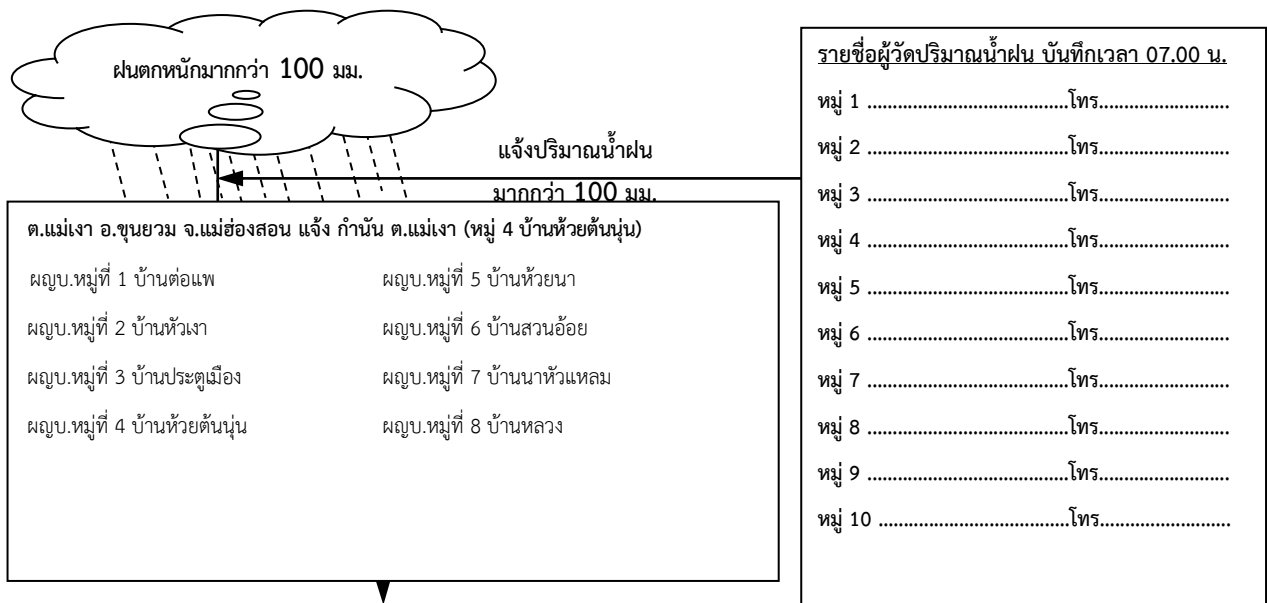 ฝนตกหนักมากกว่า 100 มม.
แจ้งปริมาณน้ำฝน
มากกว่า 100 มม.
ต.แม่เงา อ.ขุนยวม จ.แม่ฮ่องสอน แจ้ง กำนัน ต.แม่เงา (หมู่ 4 บ้านห้วยต้นนุ่น)
ผญบ.หมู่ที่ 1 บ้านต่อแพ
ผญบ.หมู่ที่ 2 บ้านหัวเงา
ผญบ.หมู่ที่ 3 บ้านประตูเมือง
ผญบ.หมู่ที่ 4 บ้านห้วยต้นนุ่น
ผญบ.หมู่ที่ 5 บ้านห้วยนา
ผญบ.หมู่ที่ 6 บ้านสวนอ้อย
ผญบ.หมู่ที่ 7 บ้านนาหัวแหลม
ผญบ.หมู่ที่ 8 บ้านหลวง
รายชื่อผู้วัดปริมาณน้ำฝน บันทึกเวลา 07.00 น.
หมู่ 1 ......................................โทร.........................
หมู่ 2 ......................................โทร.........................
หมู่ 3 ......................................โทร.........................
หมู่ 4 ......................................โทร.........................
หมู่ 5 ......................................โทร.........................
หมู่ 6 ......................................โทร.........................
หมู่ 7 ......................................โทร.........................
หมู่ 8 ......................................โทร.........................
หมู่ 9 ......................................โทร.........................
หมู่ 10 ....................................โทร.........................